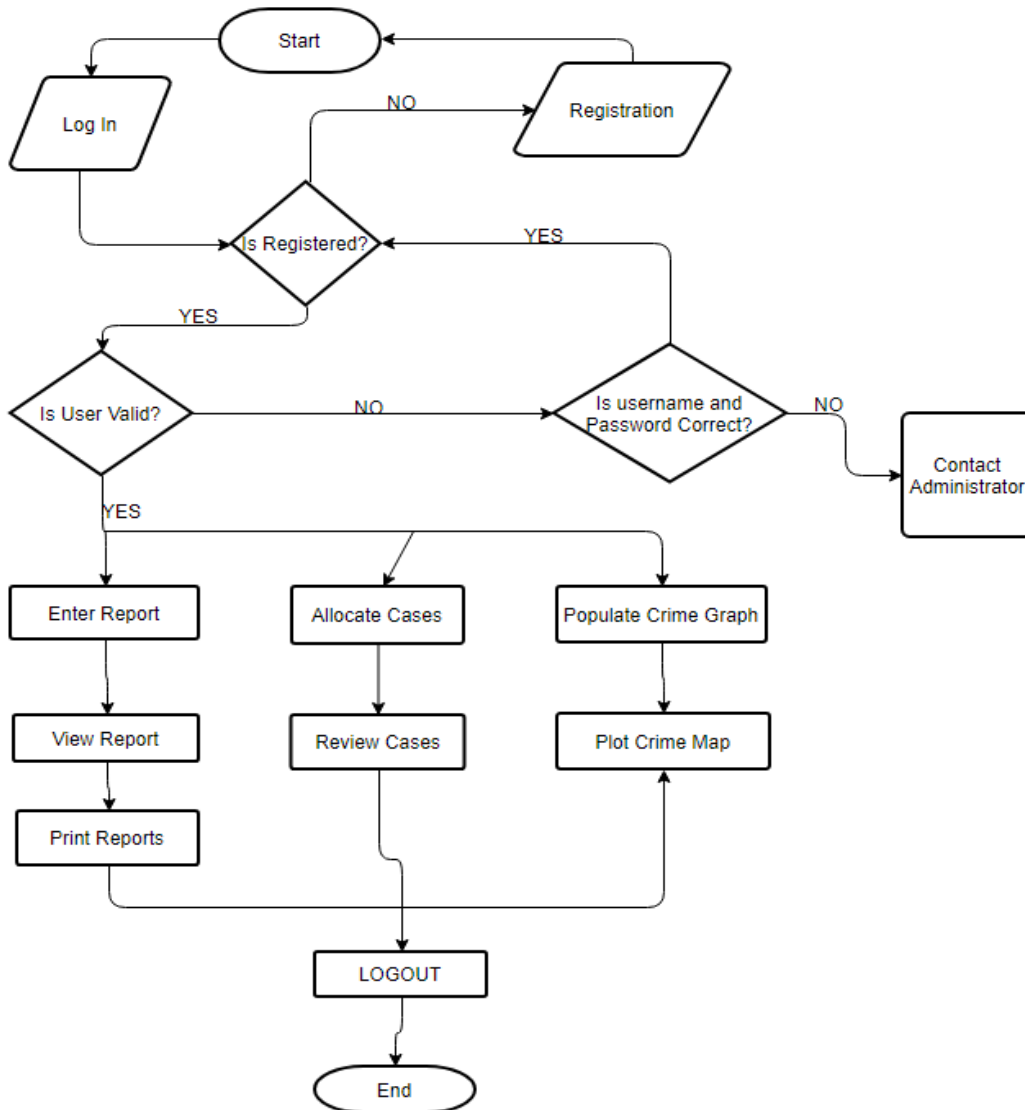 Start
Log In
NO
Registration
Is Registered?
YES
YES
Is User Valid?
NO
Is username and
Password Correct?
NO
Contact
Administrator
YES
Enter Report
Allocate Cases
Populate Crime Graph
View Report
Review Cases
Plot Crime Map
Print Reports
LOGOUT
End